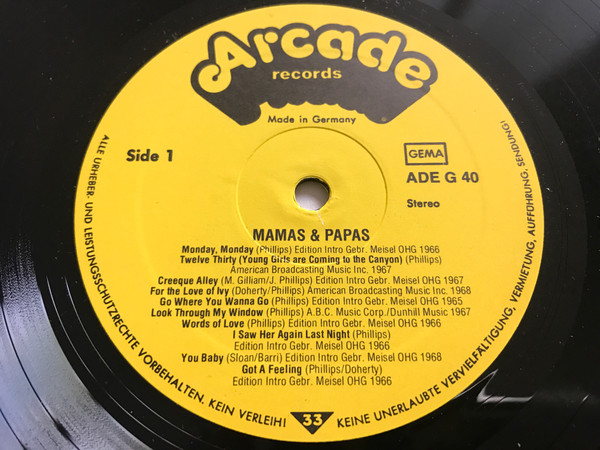 Arcade
records
Made in Germany
Side 1
GEMA
ADE G 40
Stereo
MAMAS & PAPAS
Monday, Monday (Phillips) Edition Intro Gebr. Meisel OHG 1966
Twelve Thirty (Young Girls are Coming to the Canyon) (Phillips)
American Broadcasting Music Inc. 1967
Creeque Alley (M. Gilliam/J. Phillips) Edition Intro Gebr. Meisel OHG 1967
For the Love of Ivy (Doherty/Phillips) American Broadcasting Music Inc. 1968
Go Where You Wanna Go (Phillips) Edition Intro Gebr. Meisel OHG 1965
Look Through My Window (Phillips) A.B.C. Music Corp./Dunhill Music 1967
Words of Love (Phillips) Edition Intro Gebr. Meisel OHG 1966
I Saw Her Again Last Night (Phillips)
Edition Intro Gebr. Meisel OHG 1966
You Baby (Sloan/Barri) Edition Intro Gebr. Meisel OHG 1968
Got A Feeling (Phillips/Doherty)
Edition Intro Gebr. Meisel OHG 1966
ALLE URHEBER- UND LEISTUNGSSCHUTZRECHTE VORBEHALTEN. KEIN VERLEIH! KEINE UNERLAUBTE VERVIELFÄLTIGUNG, VERMIETUNG, AUFFÜHRUNG, SENDUNG!
33